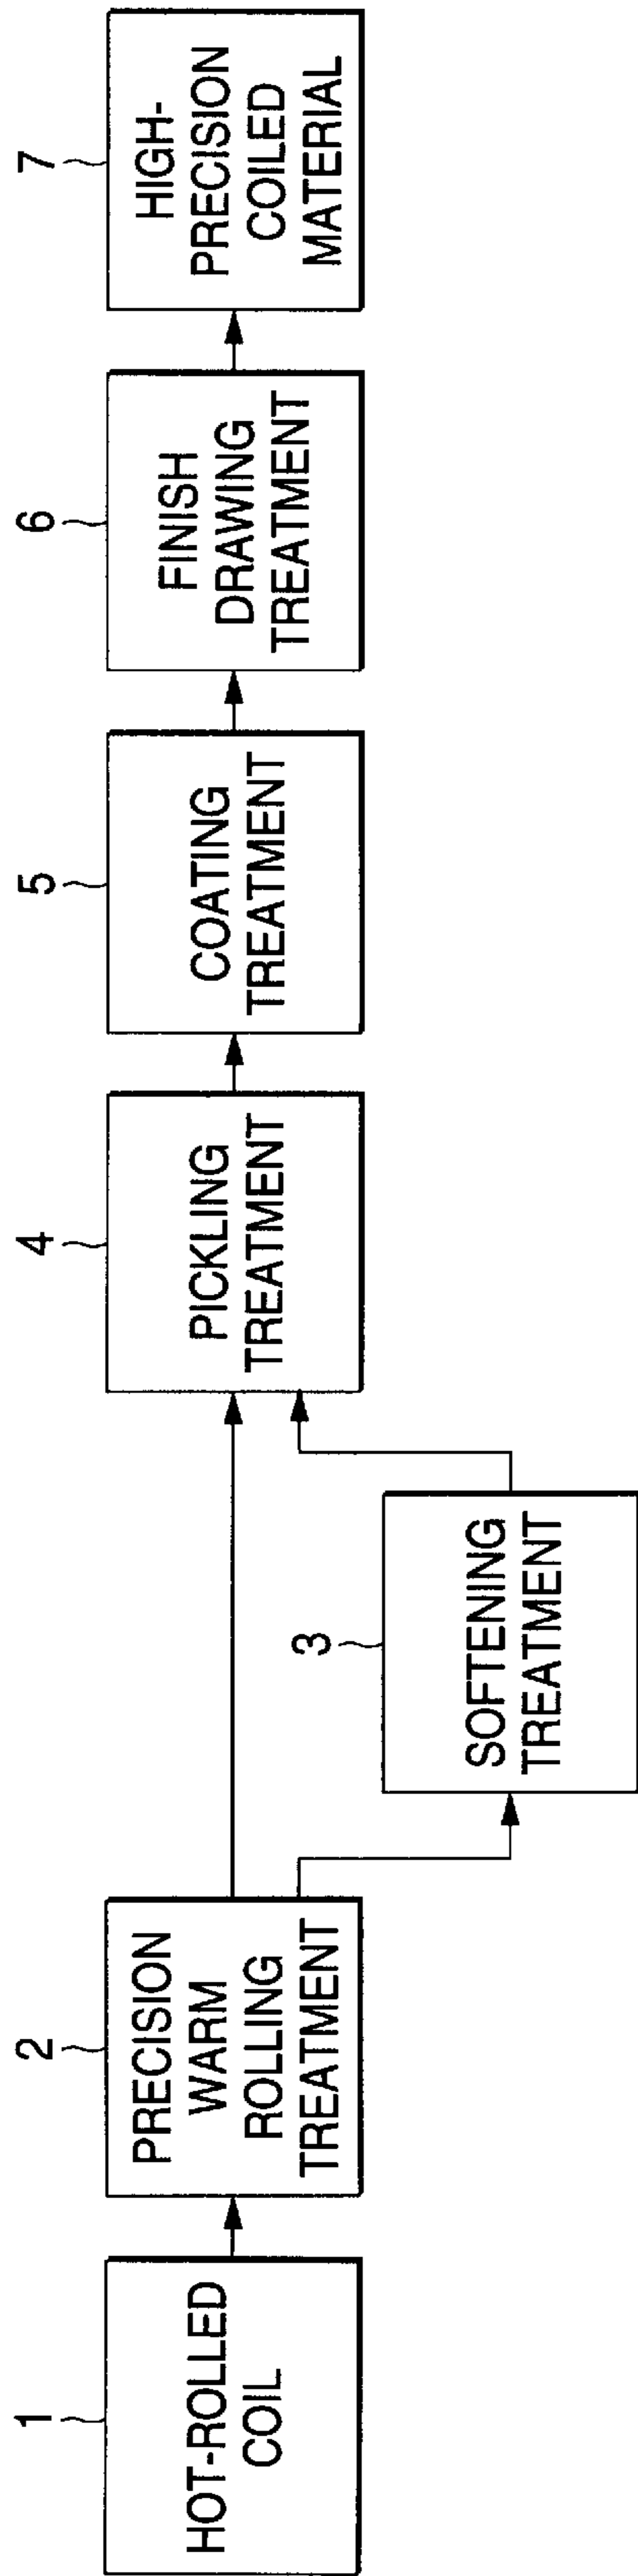 1
HOT-ROLLED
COIL
2
PRECISION
WARM
ROLLING
TREATMENT
3
SOFTENING
TREATMENT
4
PICKLING
TREATMENT
5
COATING
TREATMENT
6
FINISH
DRAWING
TREATMENT
7
HIGH-
PRECISION
COILED
MATERIAL